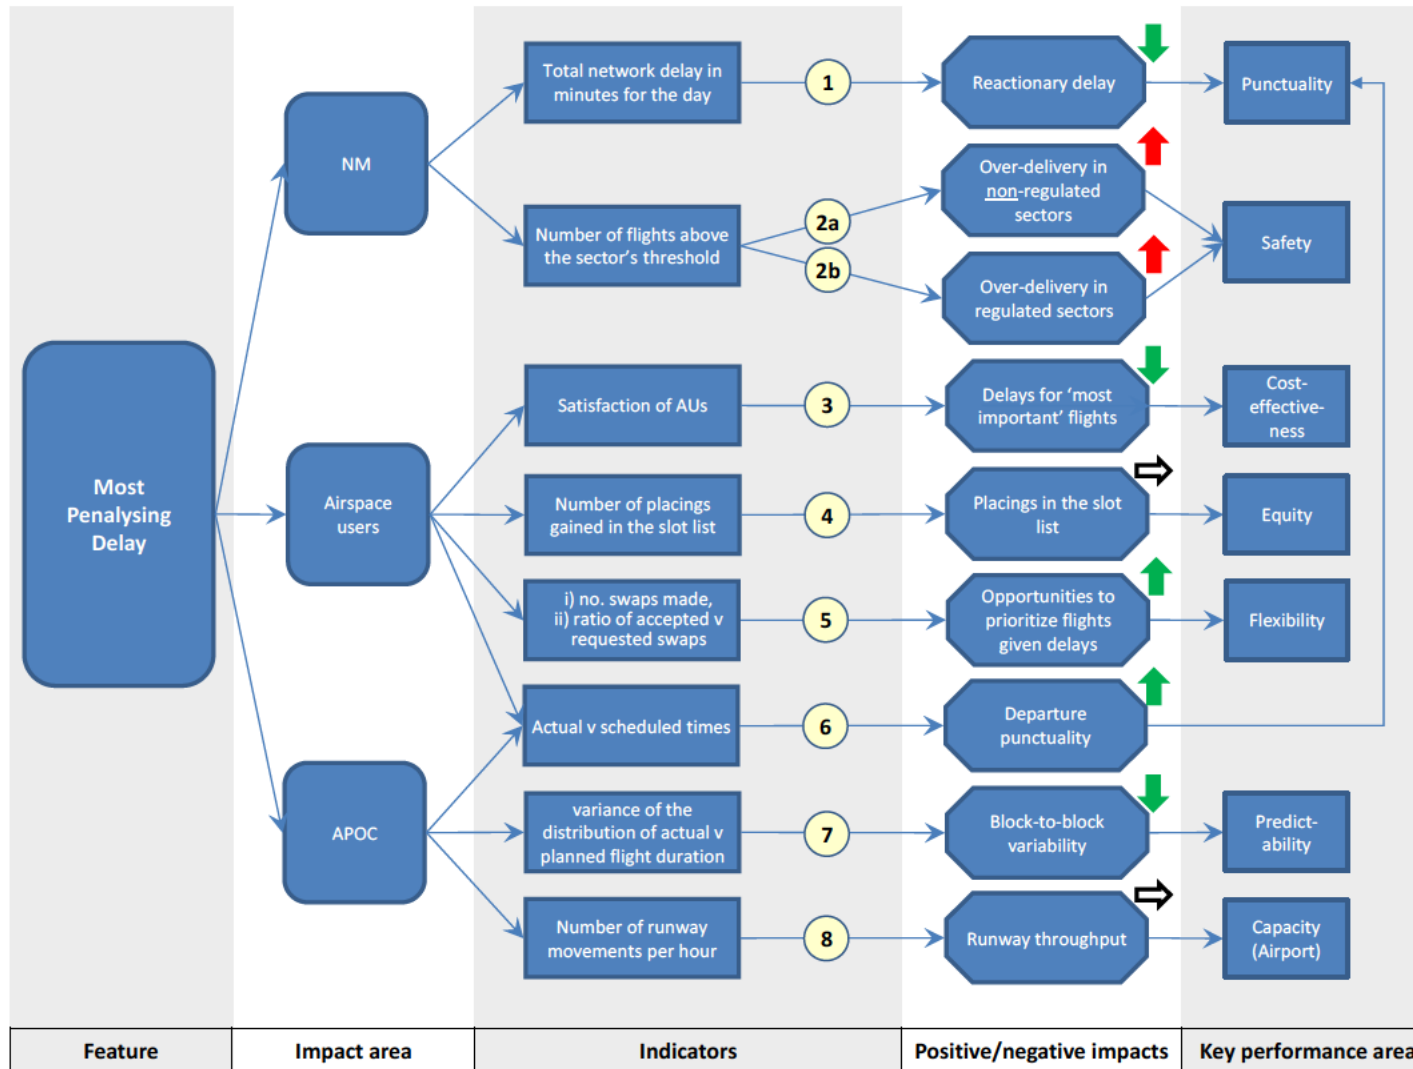 Most
Penalysing
Delay
NM
Airspace
users
APOC
Total network delay in
minutes for the day
Number of flights above
the sector's threshold
Satisfaction of AUs
Number of placings
gained in the slot list
i) no. swaps made,
ii) ratio of accepted v
requested swaps
Actual v scheduled times
variance of the
distribution of actual v
planned flight duration
Number of runway
movements per hour
1
2a
2b
3
4
5
6
7
8
Reactionary delay
Over-delivery in
non-regulated
sectors
Over-delivery in
regulated sectors
Delays for ‘most
important’ flights
Placings in the slot
list
Opportunities to
prioritize flights
given delays
Departure
punctuality
Block-to-block
variability
Runway throughput
Punctuality
Safety
Cost-
effective-
ness
Equity
Flexibility
Predict-
ability
Capacity
(Airport)
Feature
Impact area
Indicators
Positive/negative impacts
Key performance area